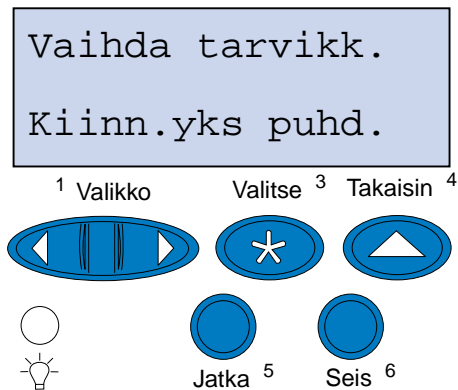 Vaihda tarvikk.
Kiinn.yks puhd.
1 Valikko Valitse 3 Takaisin 4
Jatka 5 Seis 6